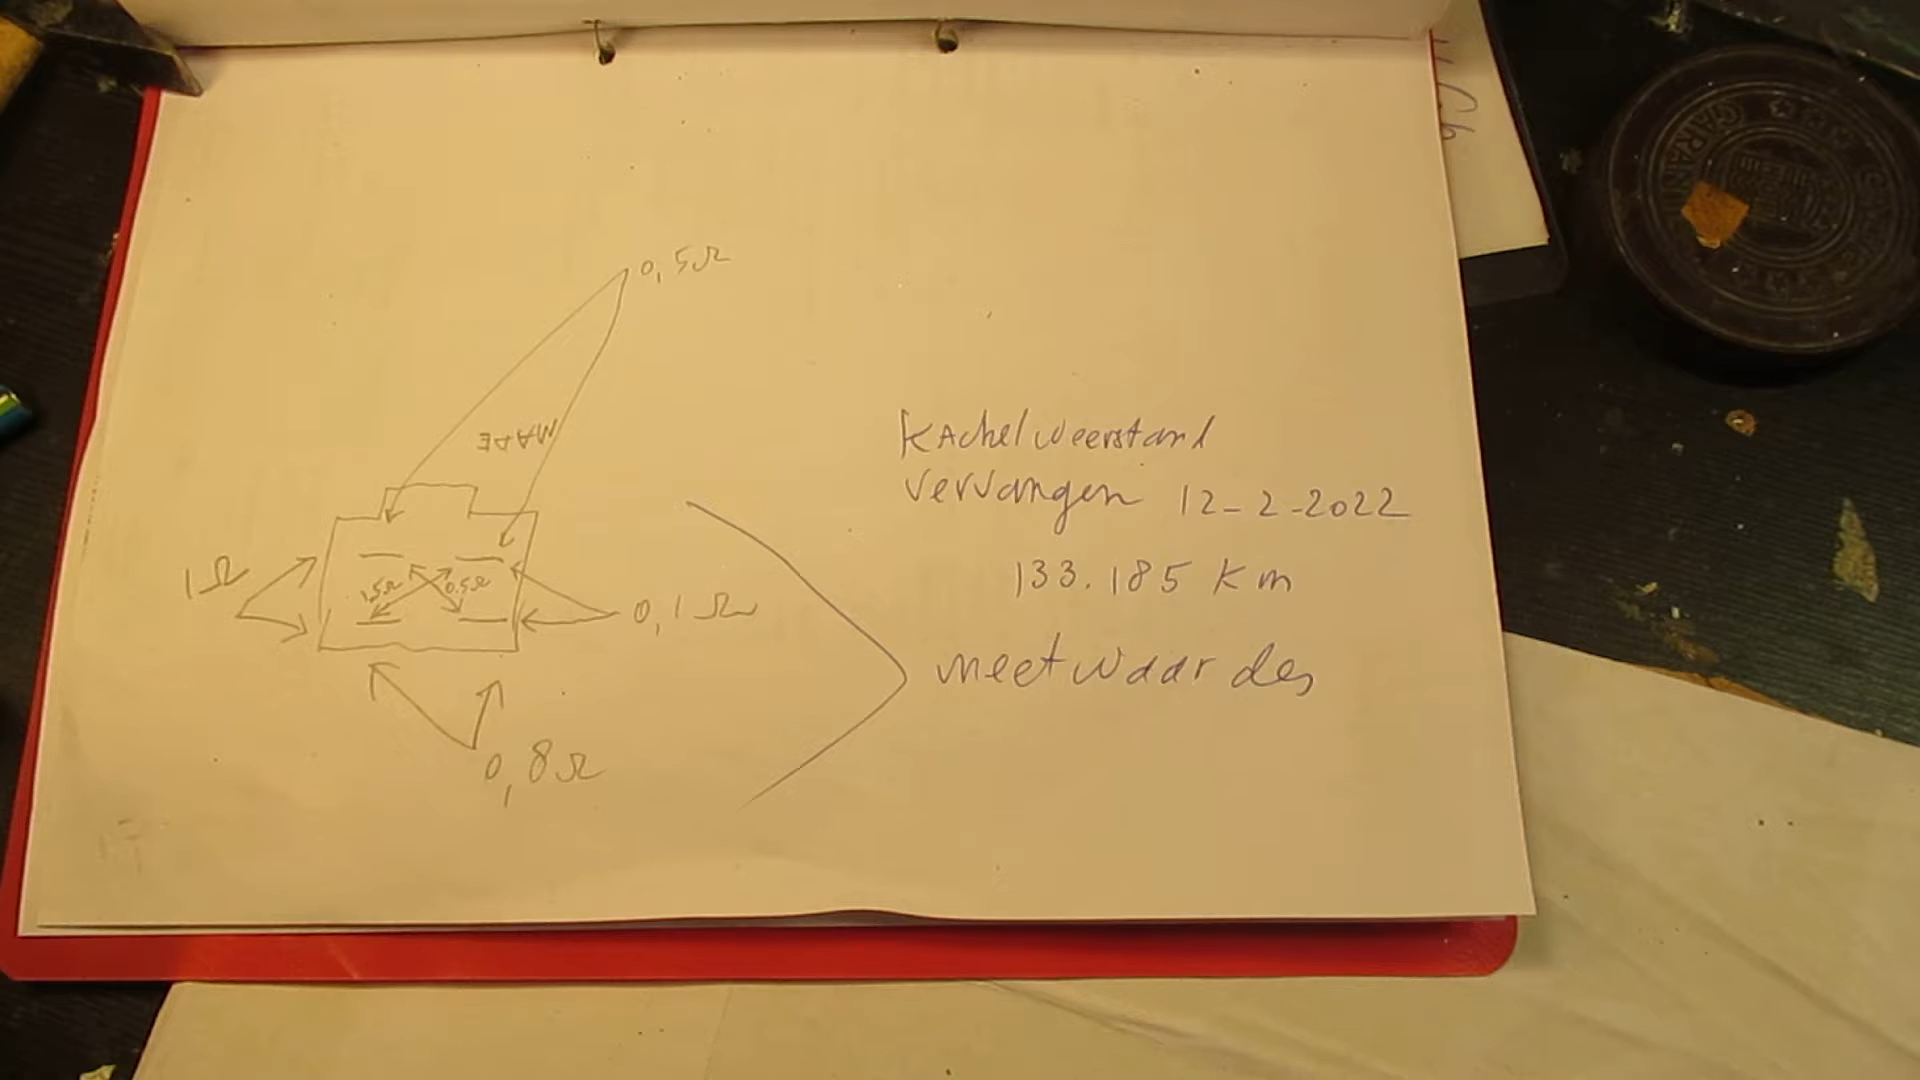 0,5Ω
MADE
1Ω
1,5Ω
0.5Ω
0,1Ω
0,8Ω
Kachelweerstand
vervangen 12-2-2022
133.185 Km
meetwaardes